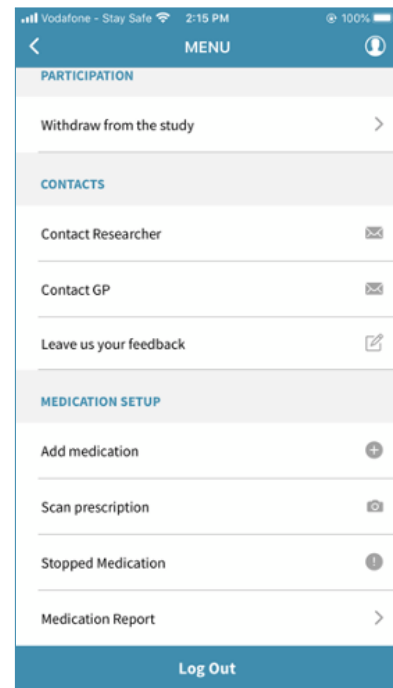 Vodafone - Stay Safe 2:15 PM 100%
MENU
PARTICIPATION
Withdraw from the study
CONTACTS
Contact Researcher
Contact GP
Leave us your feedback
MEDICATION SETUP
Add medication
Scan prescription
Stopped Medication
Medication Report
Log Out